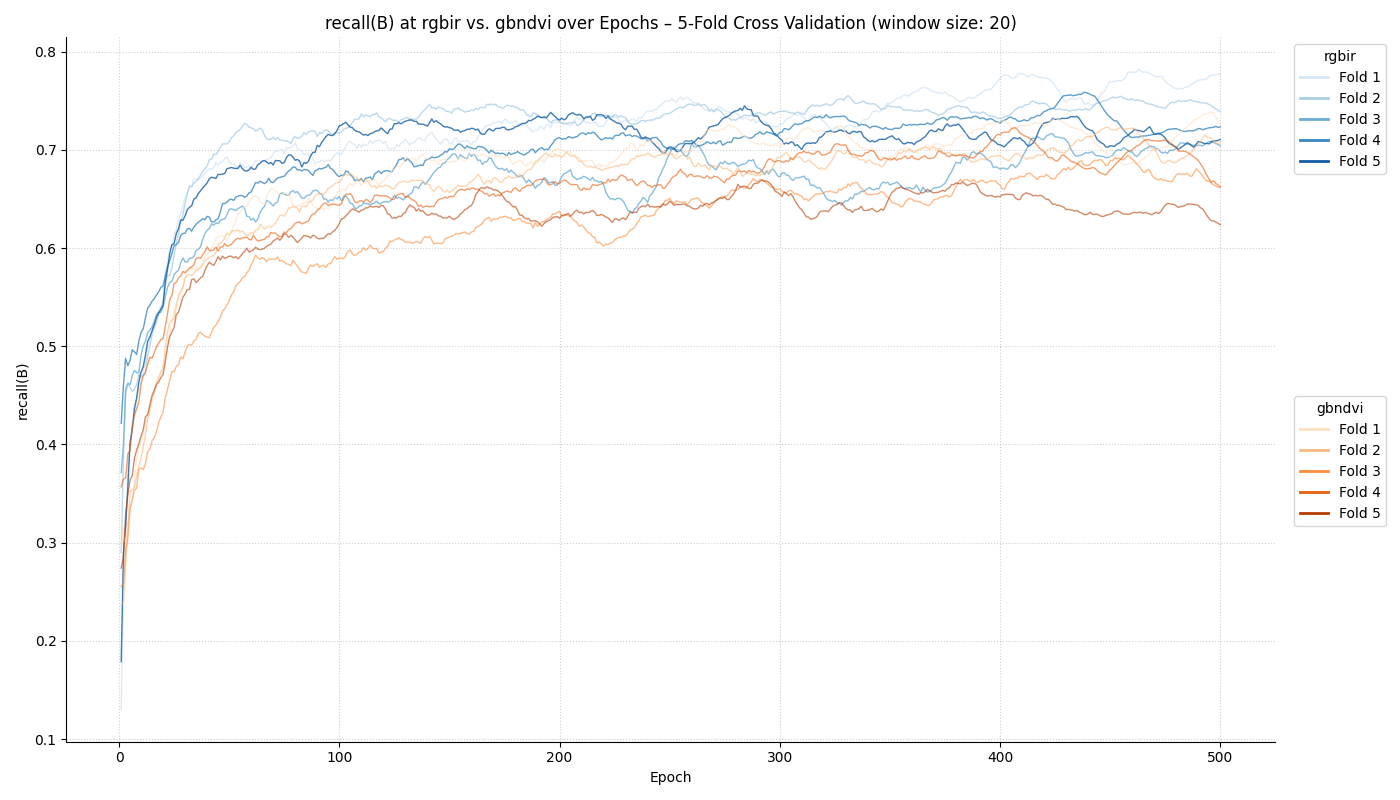 recall(B) at rgbir vs. gbndvi over Epochs – 5-Fold Cross Validation (window size: 20)
recall(B)
0.8
0.7
0.6
0.5
0.4
0.3
0.2
0.1
0
100
200
300
400
500
Epoch
rgbir
Fold 1
Fold 2
Fold 3
Fold 4
Fold 5
gbndvi
Fold 1
Fold 2
Fold 3
Fold 4
Fold 5